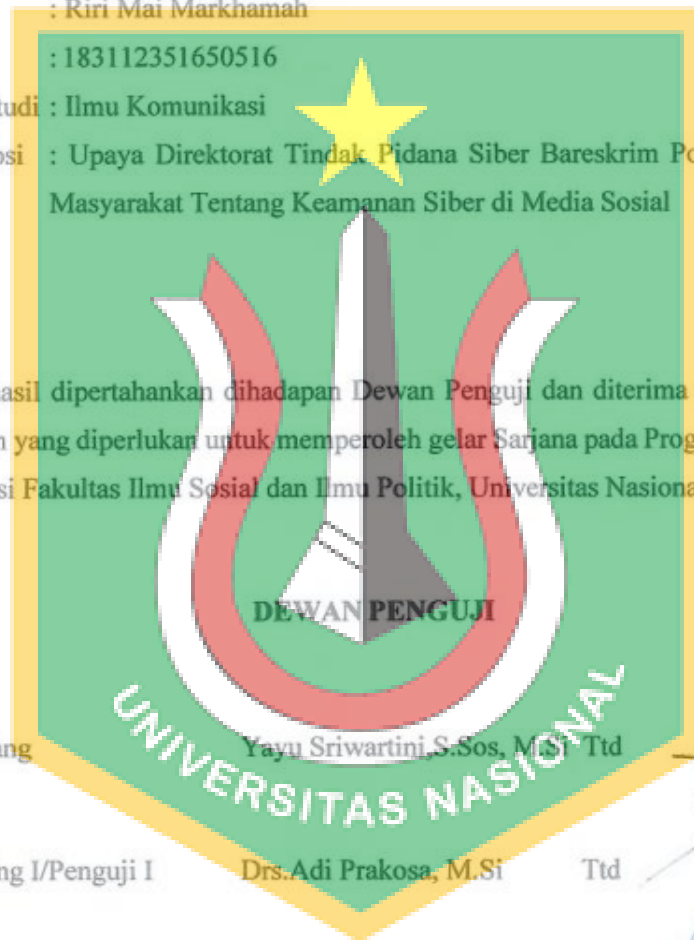 : Riri Mai Markhamah
: 183112351650516
tudi : Ilmu Komunikasi
psi : Upaya Direktorat Tindak Pidana Siber Bareskrim Po
Masyarakat Tentang Keamanan Siber di Media Sosial
asil dipertahankan dihadapan Dewan Penguji dan diterima
n yang diperlukan untuk memperoleh gelar Sarjana pada Prog
si Fakultas Ilmu Sosial dan Ilmu Politik, Universitas Nasiona
DEWAN PENGUJI
ang Yayu Sriwartini,S.Sos, M.Si Ttd
UNIVERSITAS NASIONAL
ng I/Penguji I Drs.Adi Prakosa, M.Si Ttd